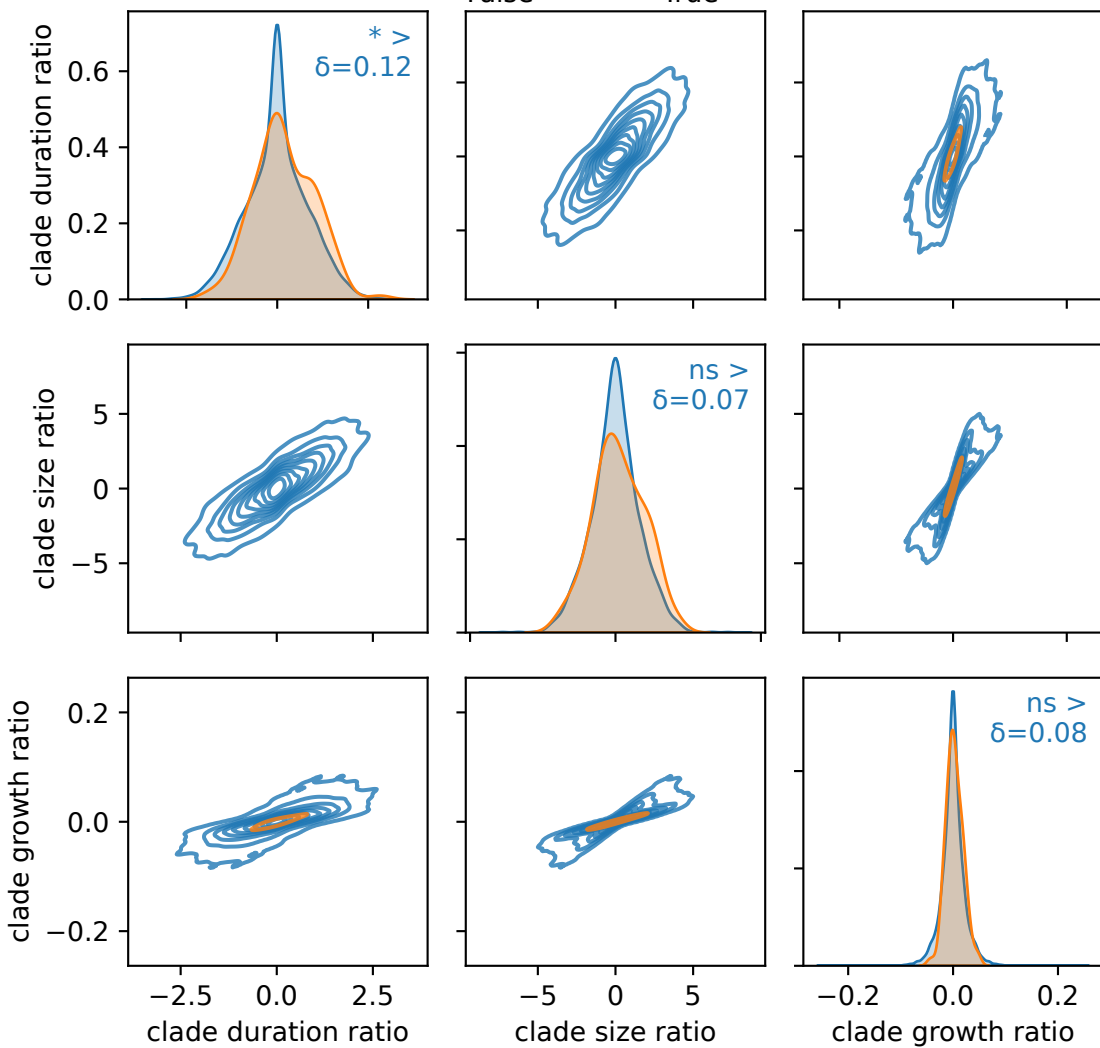 False True
clade duration ratio
0.6
0.4
0.2
0.0
* >
δ=0.12
clade size ratio
5
0
−5
ns >
δ=0.07
clade growth ratio
0.2
0.0
−0.2
ns >
δ=0.08
−2.5 0.0 2.5
−5 0 5
−0.2 0.0 0.2
clade duration ratio
clade size ratio
clade growth ratio